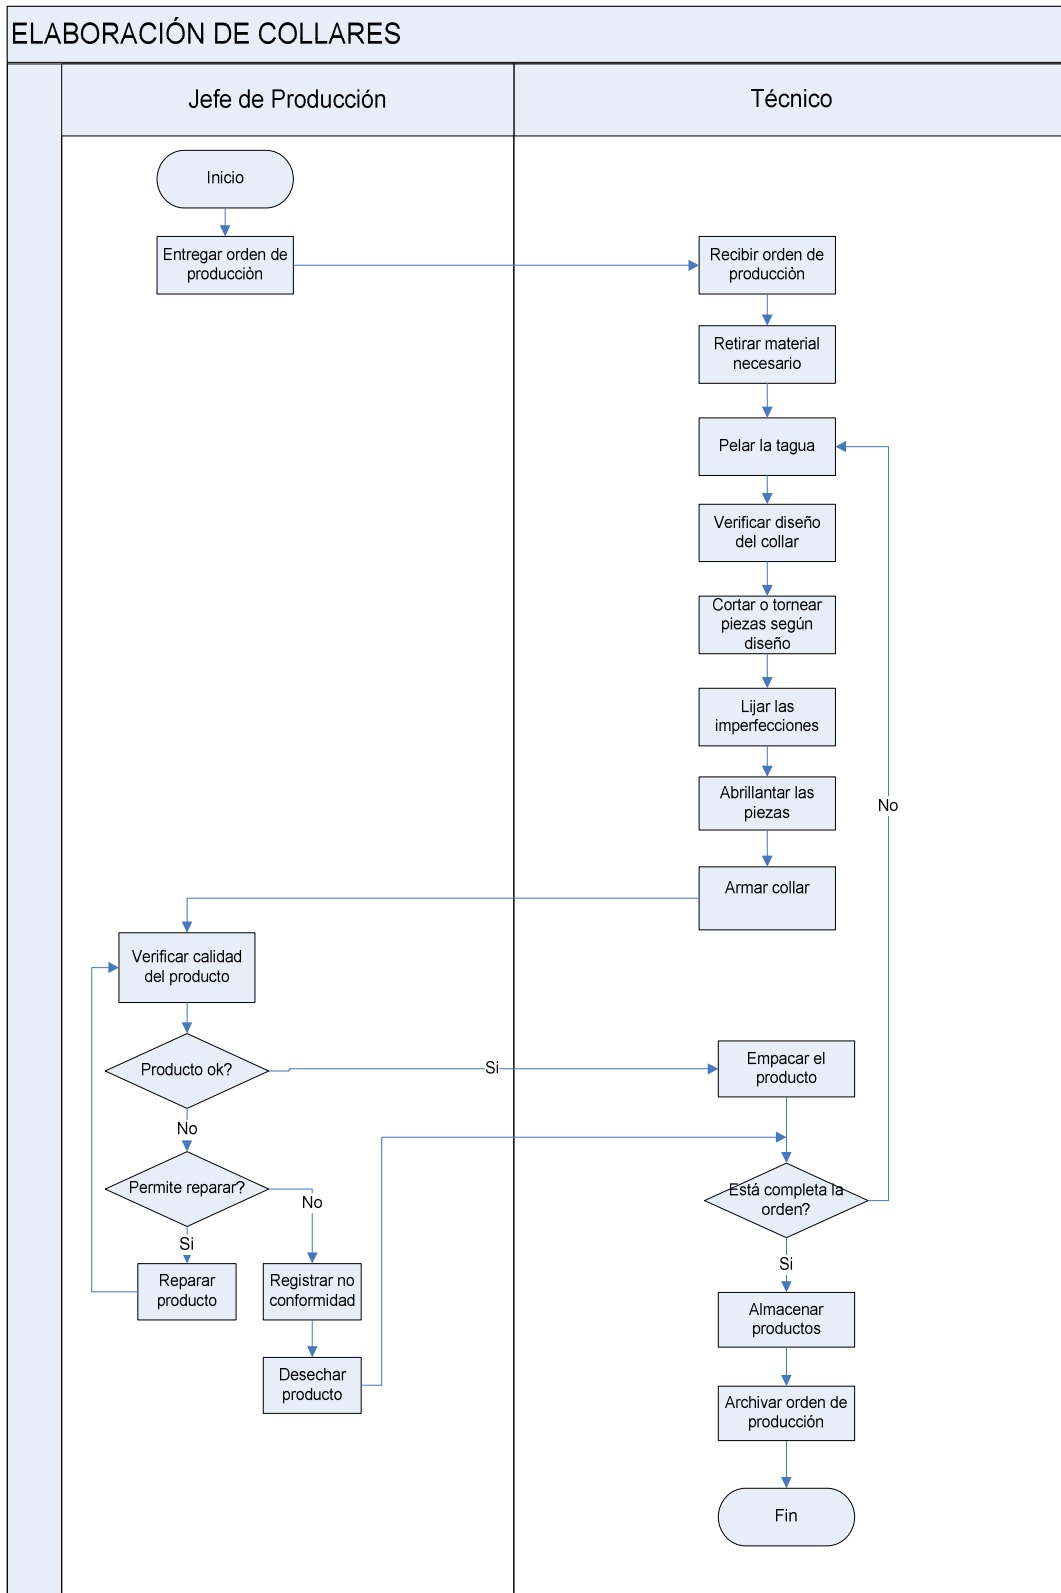 ELABORACIÓN DE COLLARES
Jefe de Producción
Técnico
Inicio
Entregar orden de
producciòn
Recibir orden de
producciòn
Retirar material
necesario
Pelar la tagua
Verificar diseño
del collar
Cortar o tornear
piezas según
diseño
Lijar las
imperfecciones
Abrillantar las
piezas
No
Armar collar
Verificar calidad
del producto
Producto ok?
Si
Empacar el
producto
No
Permite reparar?
No
Está completa la
orden?
Si
Si
Reparar
producto
Registrar no
conformidad
Almacenar
productos
Desechar
producto
Archivar orden de
producción
Fin